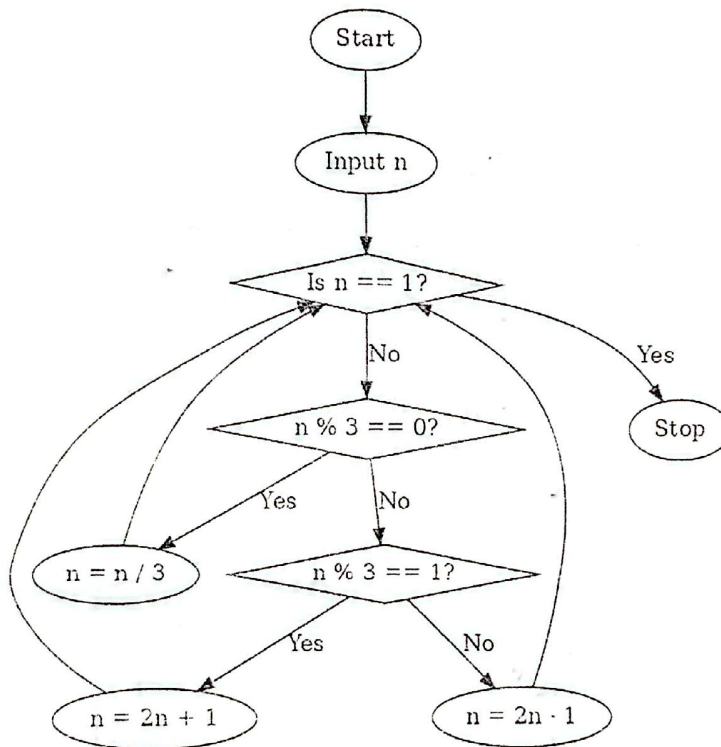 Start
Input n
Is n == 1?
No
Yes
n % 3 == 0?
Stop
Yes
No
n = n / 3
n % 3 == 1?
Yes
No
n = 2n + 1
n = 2n - 1